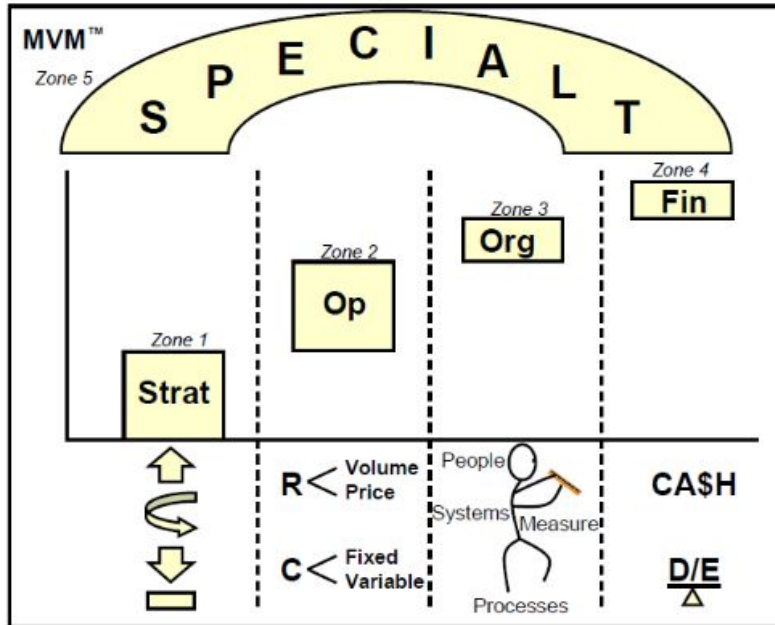 MVM™
Zone 5
S P E C I A L T
Zone 4
Fin
Zone 3
Org
Zone 2
Op
Zone 1
Strat
R
Volume
Price
C
Fixed
Variable
People
Systems
Measure
Processes
CA$H
D/E